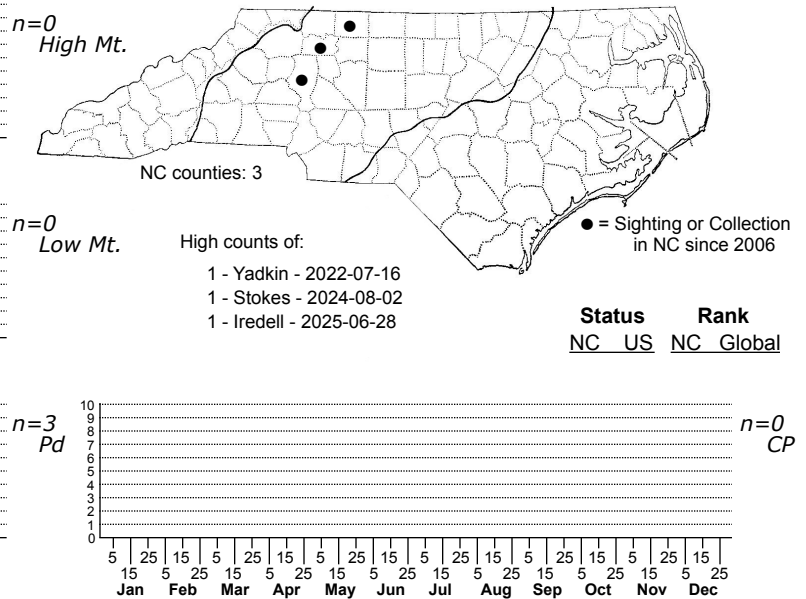 n=0
High Mt.
NC counties: 3
n=0
Low Mt.
High counts of:
1 - Yadkin - 2022-07-16
1 - Stokes - 2024-08-02
1 - Iredell - 2025-06-28
● = Sighting or Collection
in NC since 2006
Status Rank
NC US NC Global
n=3
Pd
10
9
8
7
6
5
4
3
2
1
0
n=0
CP
5 25 15 5 25 15 5 25 15 5 25 15 5 25 15 5 25 15
15 5 25 15 5 25 15 5 25 15 5 25 15 5 25 15 5 25
Jan Feb Mar Apr May Jun Jul Aug Sep Oct Nov Dec